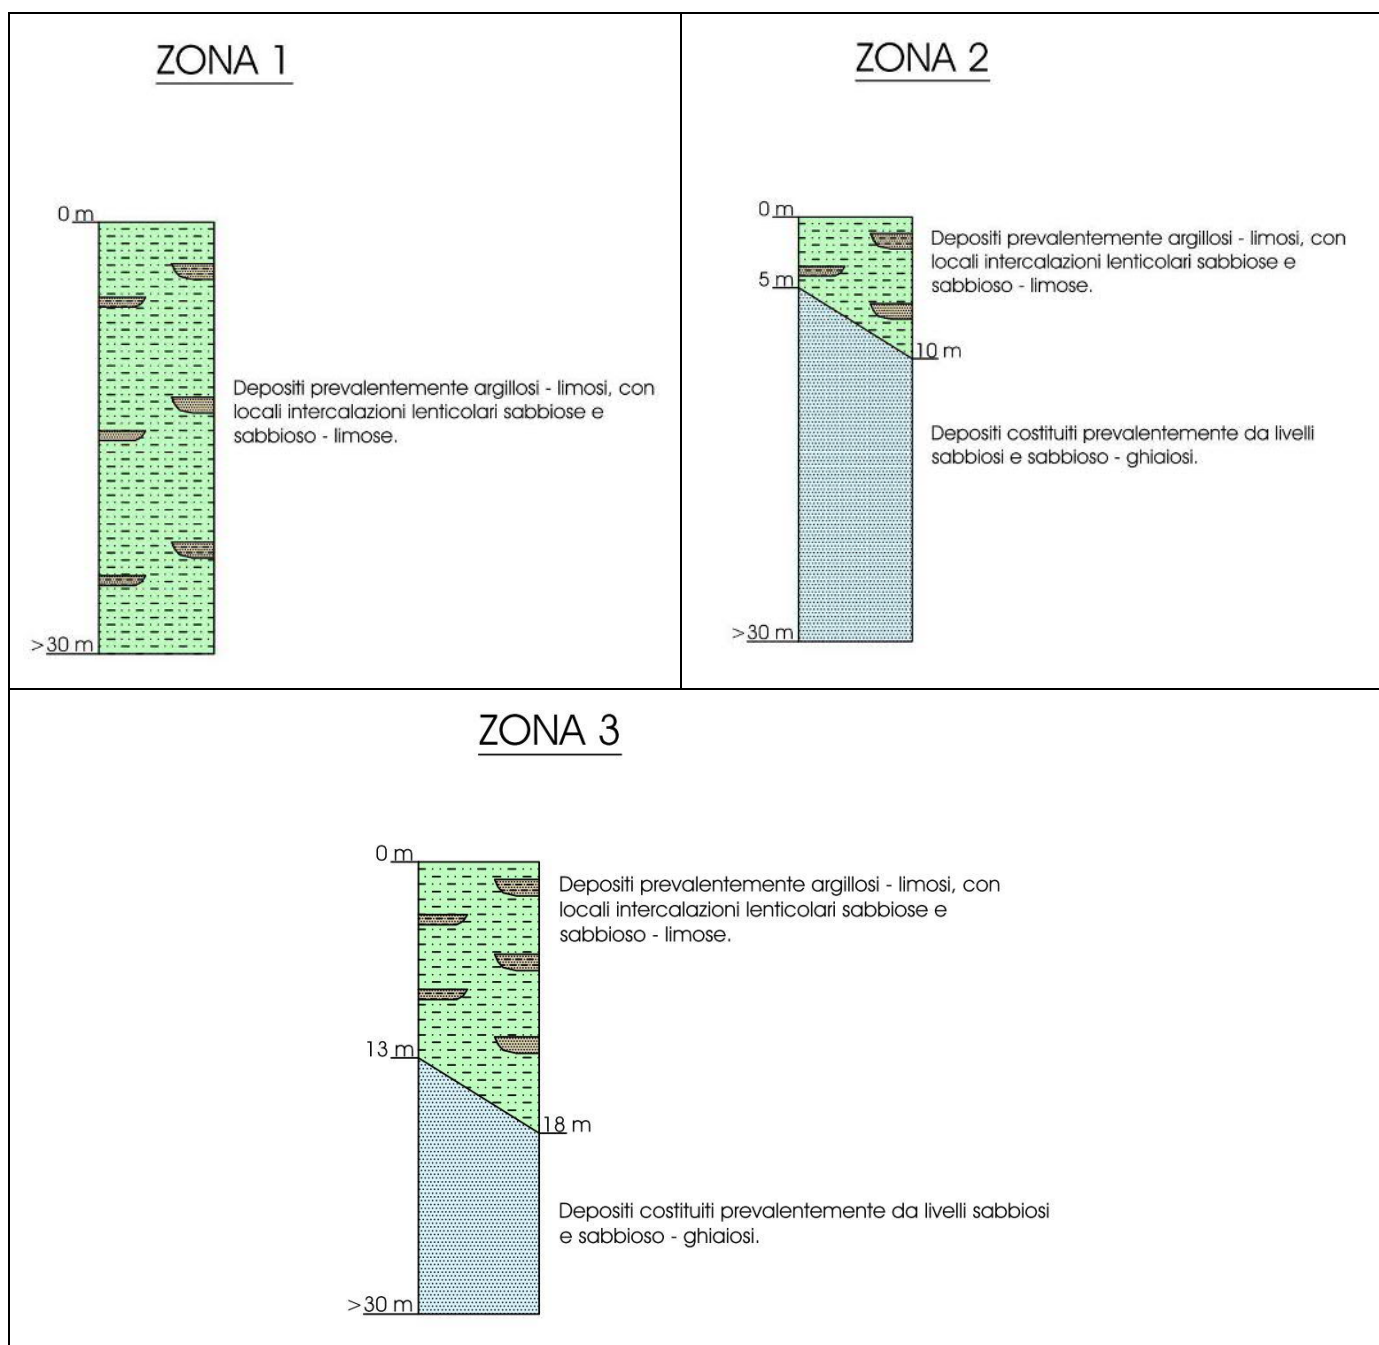 ZONA 1
0 m
Depositi prevalentemente argillosi - limosi, con
locali intercalazioni lenticolari sabbiose e
sabbioso - limose.
>30 m
ZONA 2
0 m
Depositi prevalentemente argillosi - limosi, con
locali intercalazioni lenticolari sabbiose e
sabbioso - limose.
5 m
10 m
Depositi costituiti prevalentemente da livelli
sabbiosi e sabbioso - ghiaiosi.
>30 m
ZONA 3
0 m
Depositi prevalentemente argillosi - limosi, con
locali intercalazioni lenticolari sabbiose e
sabbioso - limose.
13 m
18 m
Depositi costituiti prevalentemente da livelli sabbiosi
e sabbioso - ghiaiosi.
>30 m